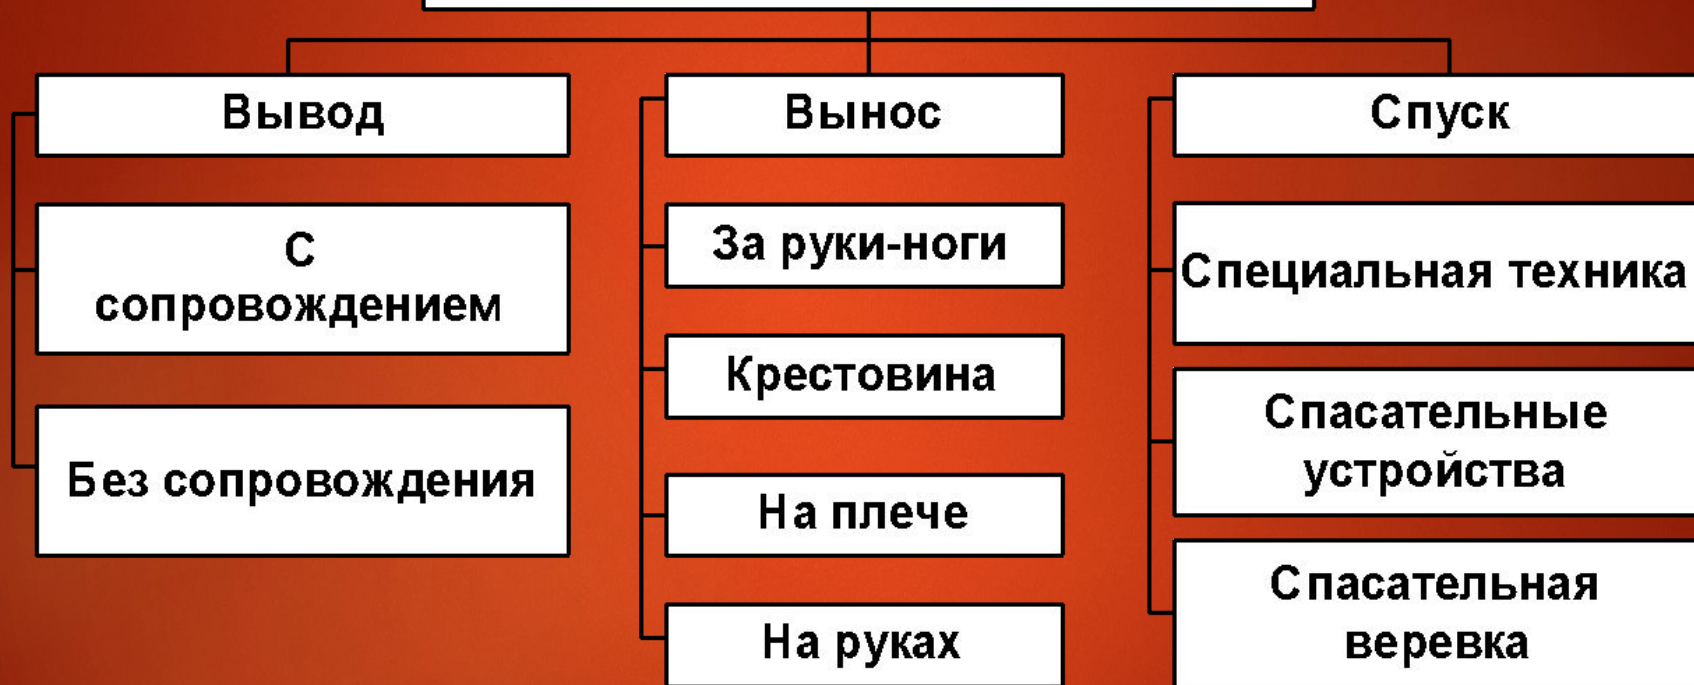 Вывод
С
сопровождением
Без сопровождения
Вынос
За руки-ноги
Крестовина
На плече
На руках
Спуск
Специальная техника
Спасательные
устройства
Спасательная
веревка